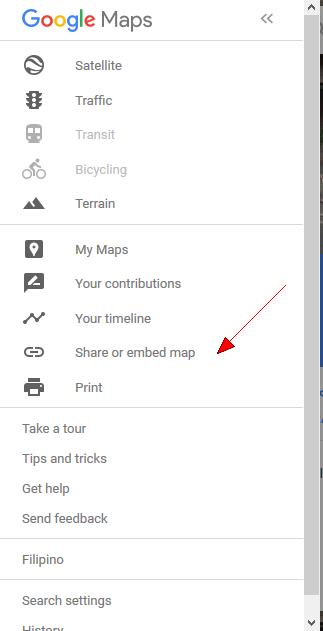 Google Maps
Satellite
Traffic
Transit
Bicycling
Terrain
My Maps
Your contributions
Your timeline
Share or embed map
Print
Take a tour
Tips and tricks
Get help
Send feedback
Filipino
Search settings
History